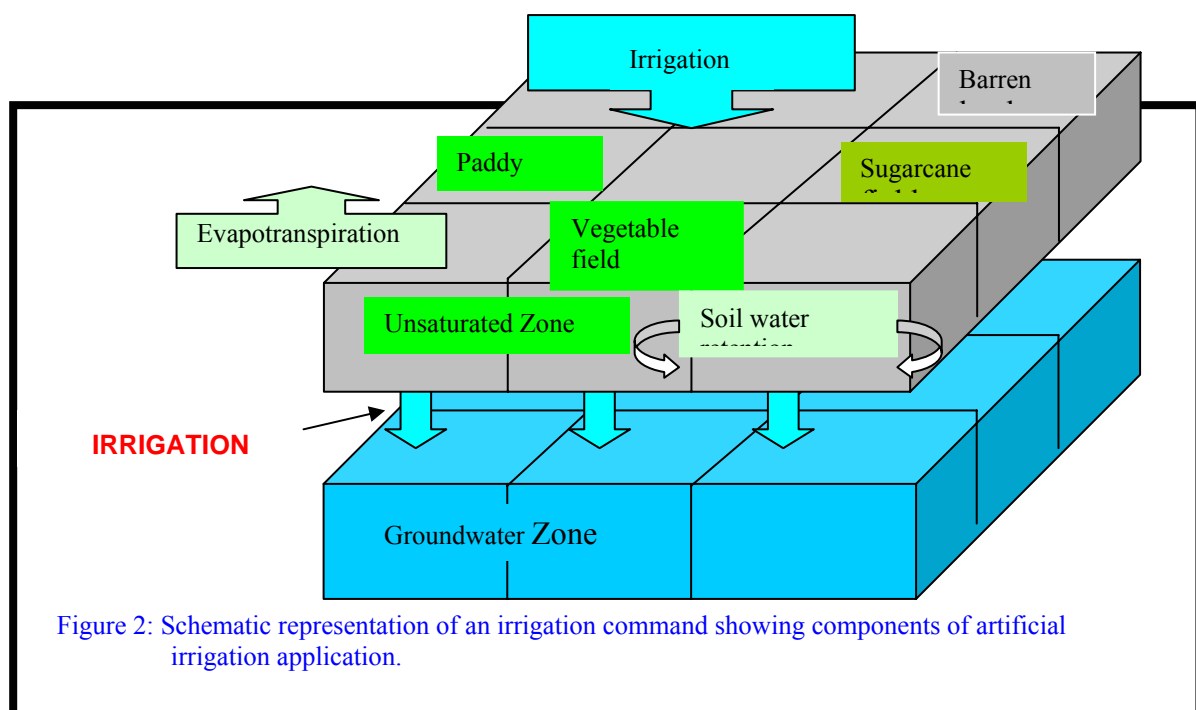 Irrigation
Barren
Paddy
Sugarcane
Evapotranspiration
Vegetable
field
Unsaturated Zone
Soil water
IRRIGATION
Groundwater Zone
Figure 2: Schematic representation of an irrigation command showing components of artificial
irrigation application.